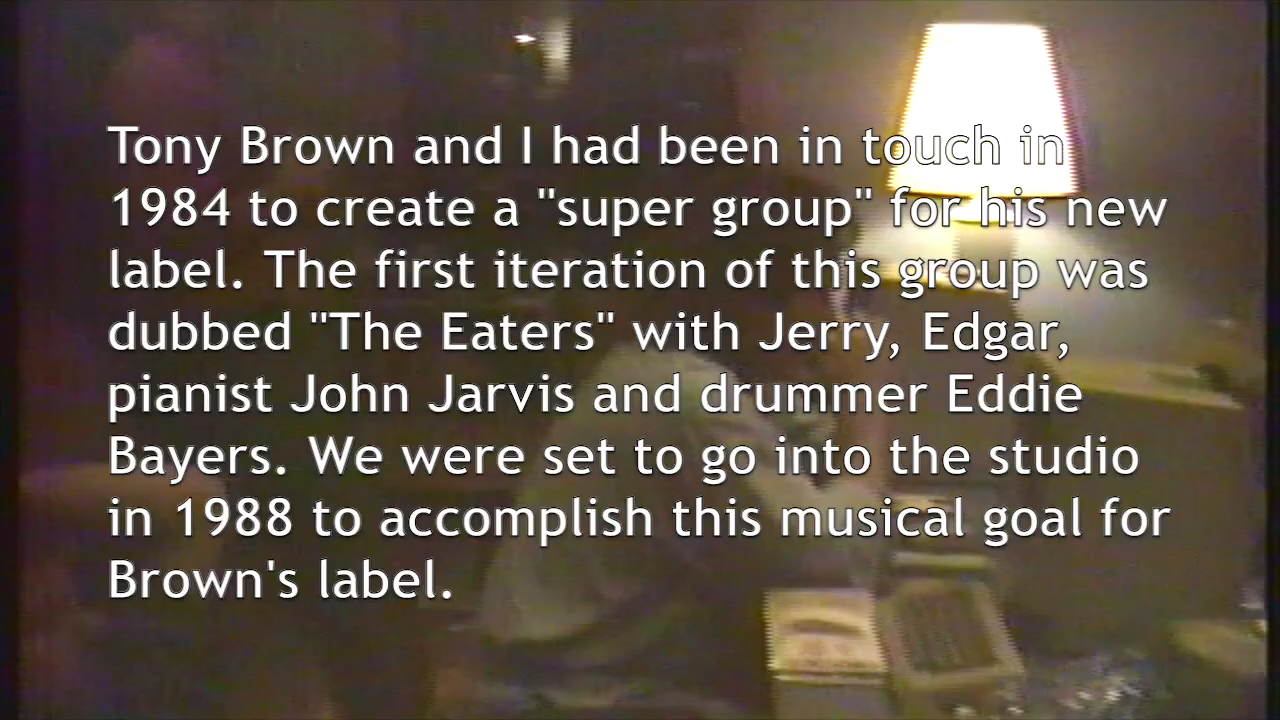 Tony Brown and I had been in touch in
1984 to create a "super group" for his new
label. The first iteration of this group was
dubbed "The Eaters" with Jerry, Edgar,
pianist John Jarvis and drummer Eddie
Bayers. We were set to go into the studio
in 1988 to accomplish this musical goal for
Brown's label.